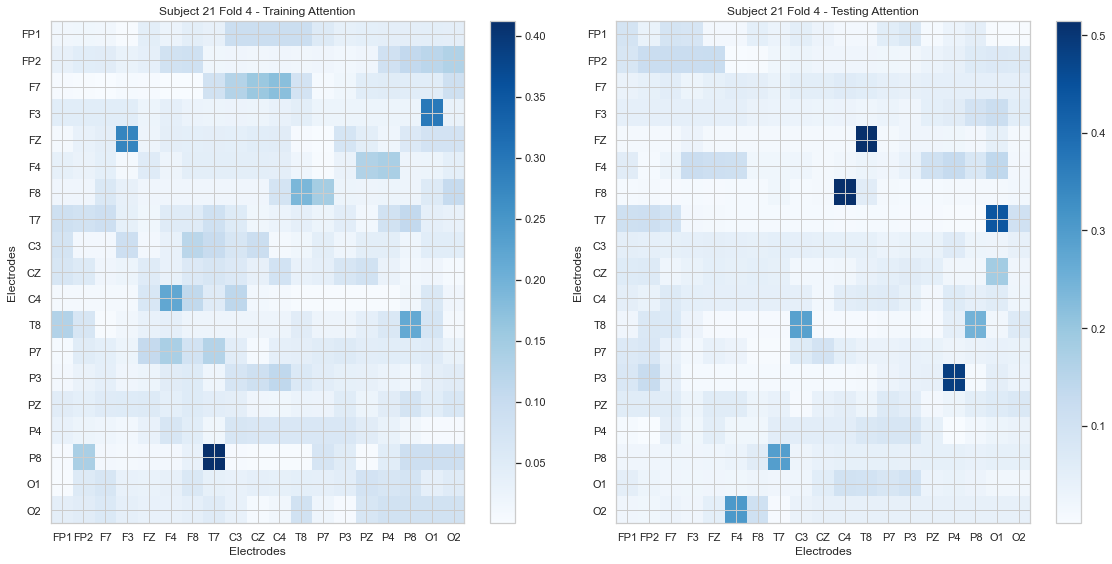 Subject 21 Fold 4 - Training Attention
FP1
FP2
F7
F3
FZ
F4
F8
T7
C3
CZ
C4
T8
P7
P3
PZ
P4
P8
O1
O2
Electrodes
FP1 FP2 F7 F3 FZ F4 F8 T7 C3 CZ C4 T8 P7 P3 PZ P4 P8 O1 O2
Electrodes
0.40
0.35
0.30
0.25
0.20
0.15
0.10
0.05
Subject 21 Fold 4 - Testing Attention
FP1
FP2
F7
F3
FZ
F4
F8
T7
C3
CZ
C4
T8
P7
P3
PZ
P4
P8
O1
O2
Electrodes
FP1 FP2 F7 F3 FZ F4 F8 T7 C3 CZ C4 T8 P7 P3 PZ P4 P8 O1 O2
Electrodes
0.5
0.4
0.3
0.2
0.1